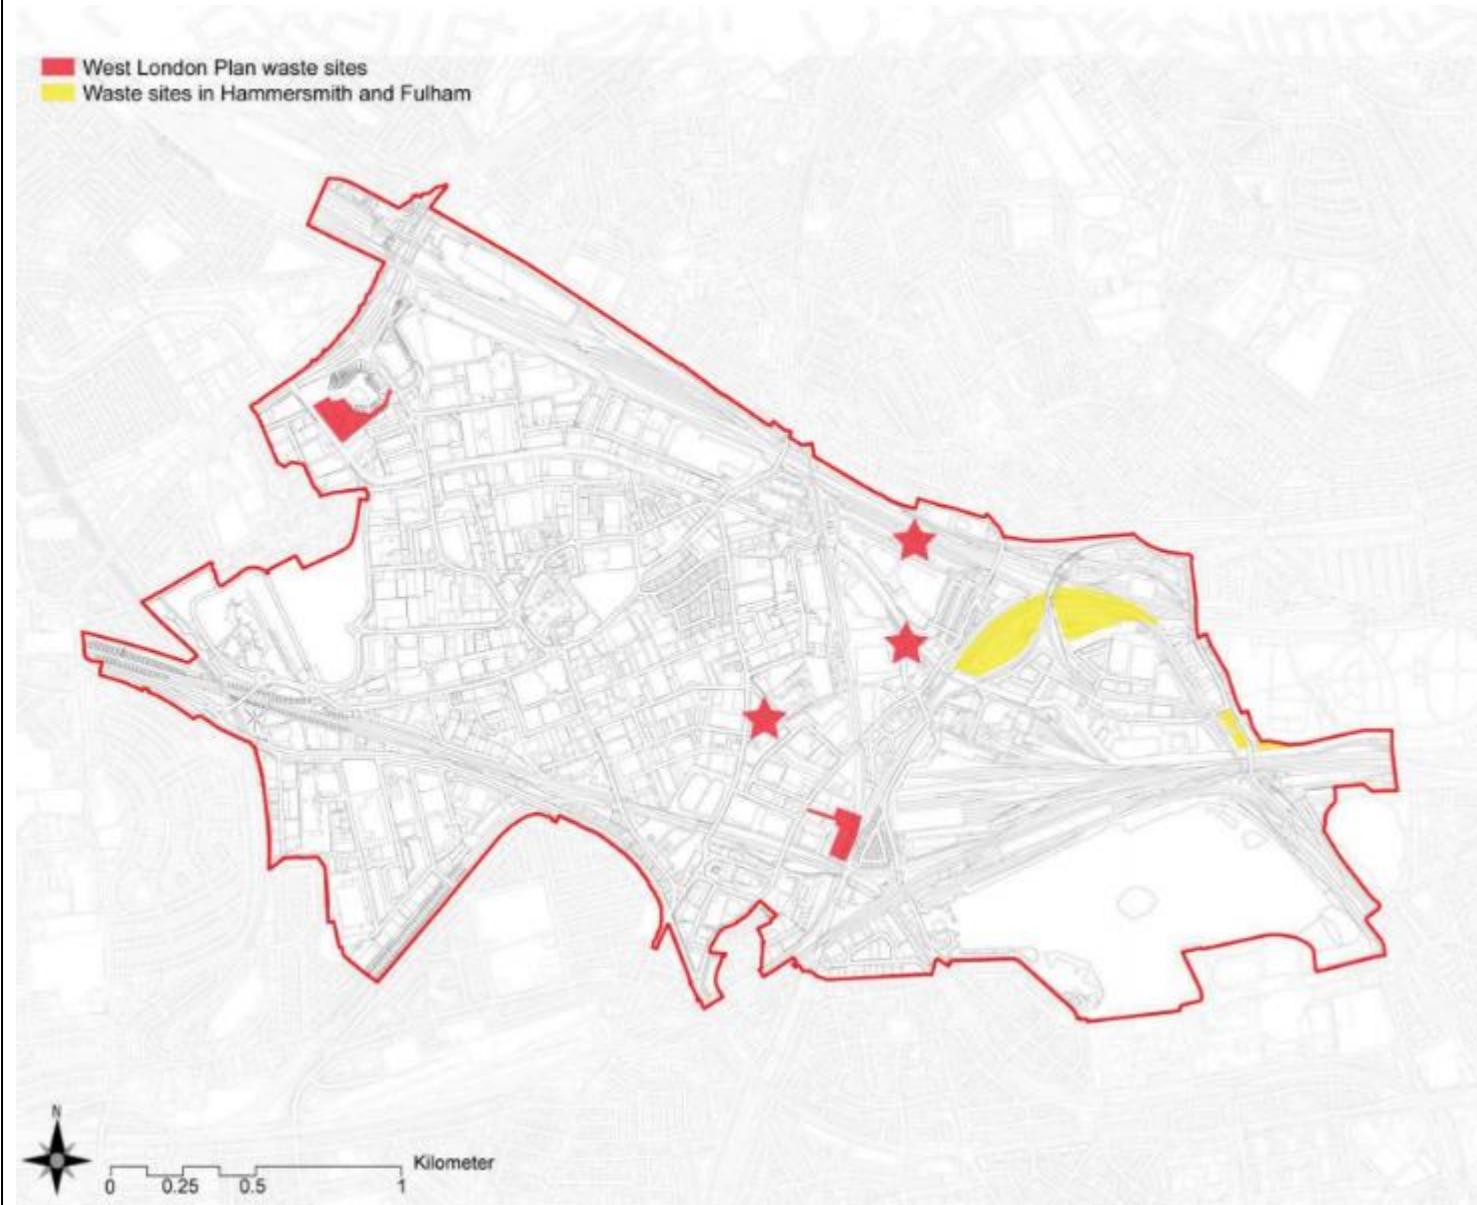 West London Plan waste sites
Waste sites in Hammersmith and Fulham
N
Kilometer
0 0.25 0.5 1